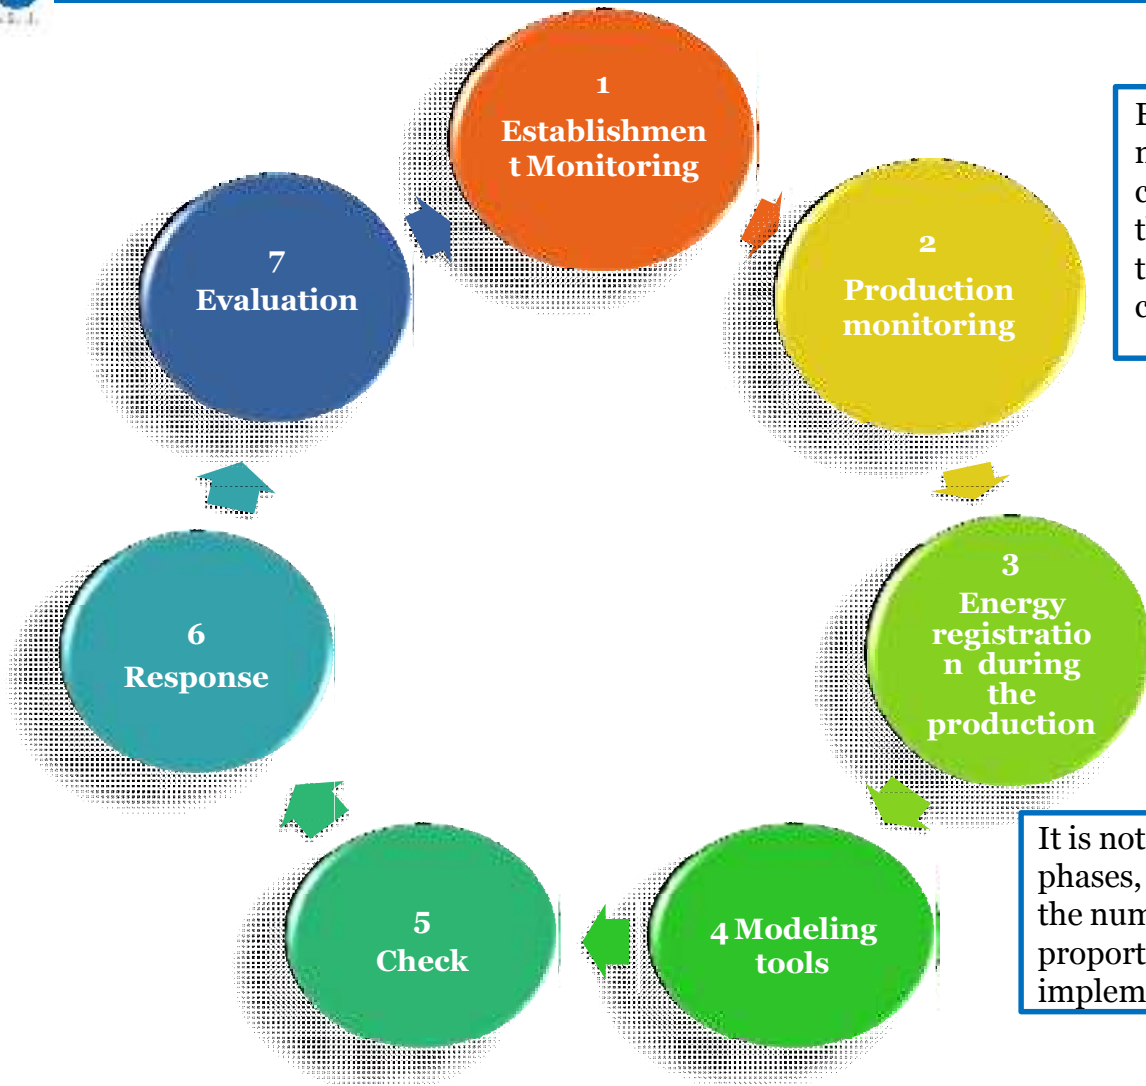 1
Establishmen
t Monitoring
2
Production
monitoring
3
Energy
registratio
n during
the
production
4 Modeling
tools
5
Check
6
Response
7
Evaluation
It is not
phases,
the num
proport
implem